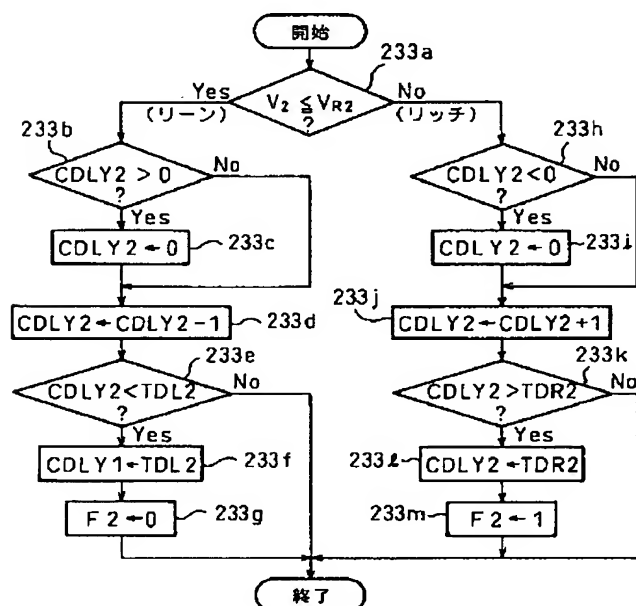 開始
233a
Yes
(リーン)
V2≦VR2
?
No
(リッチ)
233b
CDLY2>0
?
No
Yes
CDLY2←0
233c
CDLY2←CDLY2-1
233d
233e
CDLY2<TDL2
?
No
Yes
CDLY1←TDL2
233f
F2←0
233g
233h
CDLY2<0
?
No
Yes
CDLY2←0
233i
233j
CDLY2←CDLY2+1
233k
CDLY2>TDR2
?
No
Yes
233ℓ
CDLY2←TDR2
233m
F2←1
終了